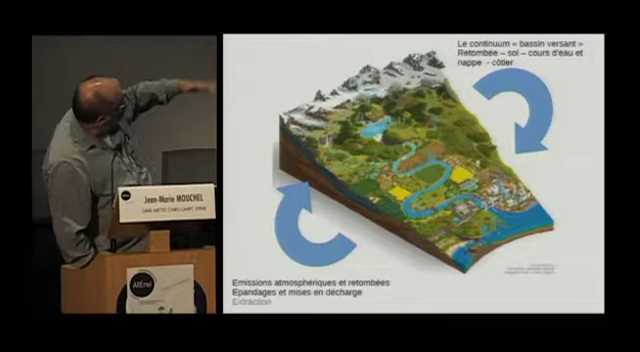 Le continuum « bassin versant »
Retombée – sol – cours d'eau et
nappe - côtier
Jean-Marie MOUCHEL
AllEnvi
Emissions atmosphériques et retombées
Epandages et mises en décharge
Extraction